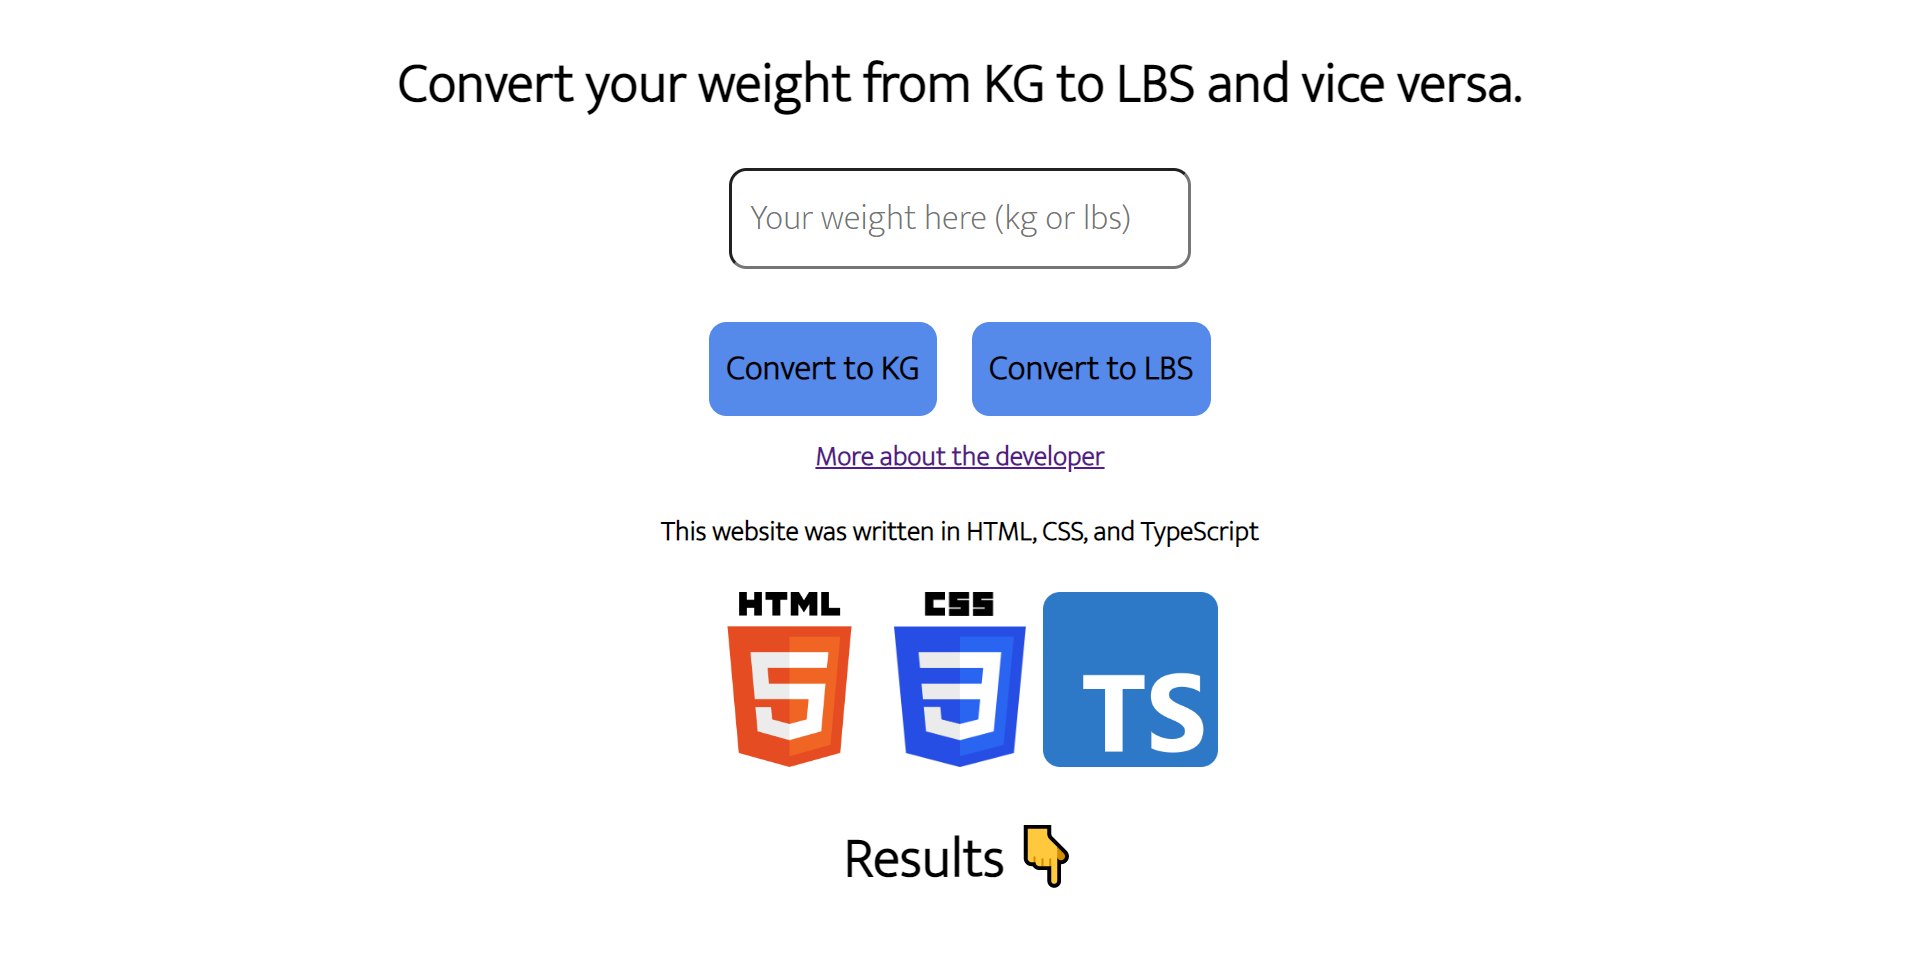 Convert your weight from KG to LBS and vice versa.
Your weight here (kg or lbs)
Convert to KG
Convert to LBS
More about the developer
This website was written in HTML, CSS, and TypeScript
HTML
5
CSS
3
TS
Results 👇